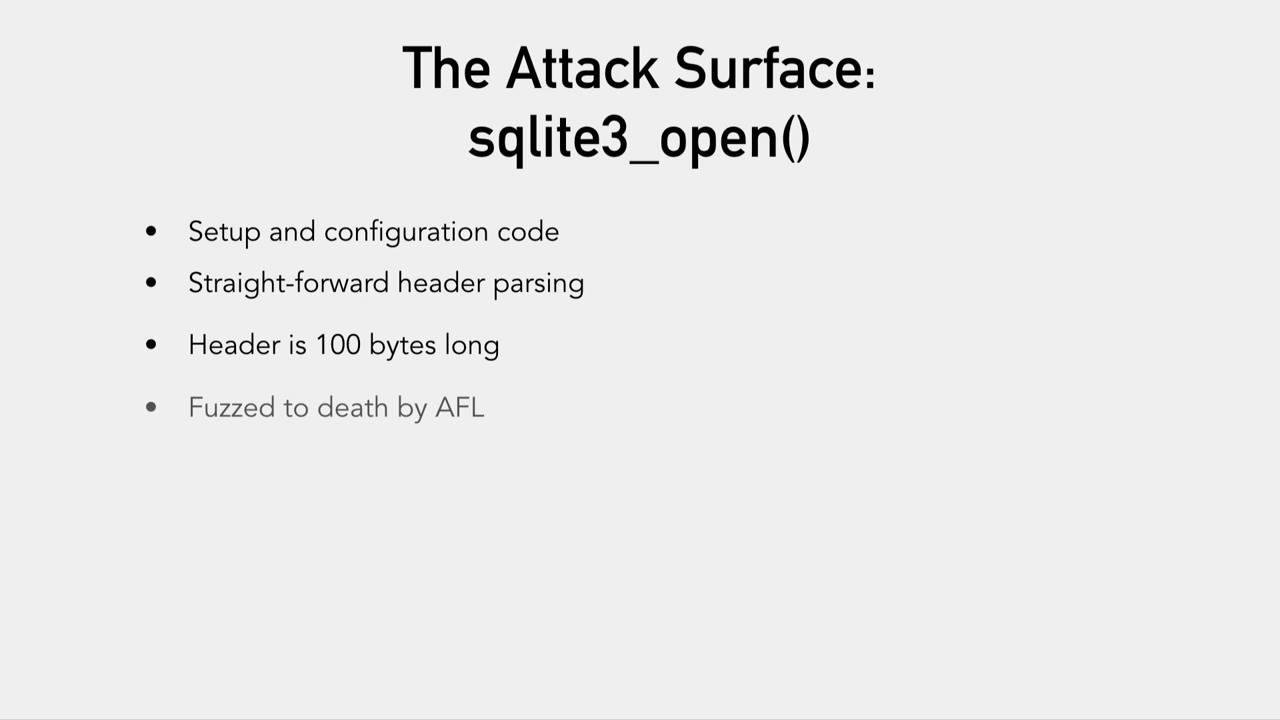 The Attack Surface:
sqlite3_open()
• Setup and configuration code
• Straight-forward header parsing
• Header is 100 bytes long
• Fuzzed to death by AFL